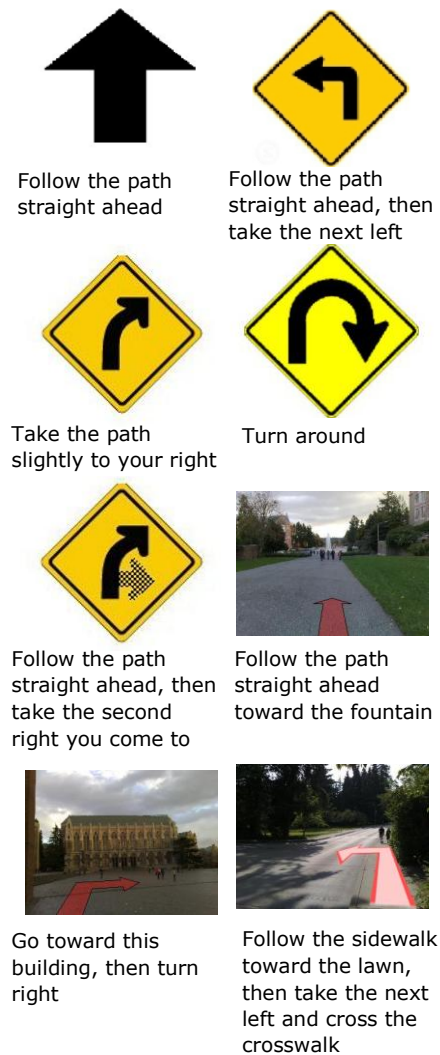 Follow the path
straight ahead
Follow the path
straight ahead, then
take the next left
Take the path
slightly to your right
Turn around
Follow the path
straight ahead, then
take the second
right you come to
Follow the path
straight ahead
toward the fountain
Go toward this
building, then turn
right
Follow the sidewalk
toward the lawn,
then take the next
left and cross the
crosswalk